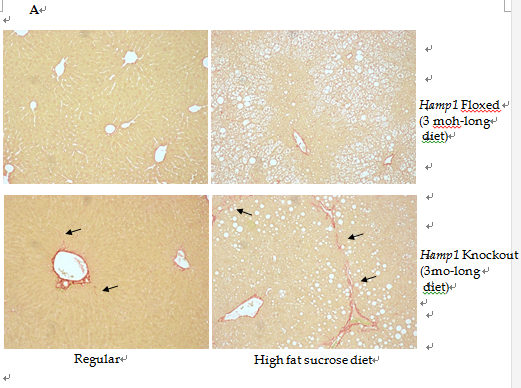 A
Hamp1 Floxed
(3 moh-long
diet)
Hamp1 Knockout
(3mo-long
diet)
Regular
High fat sucrose diet